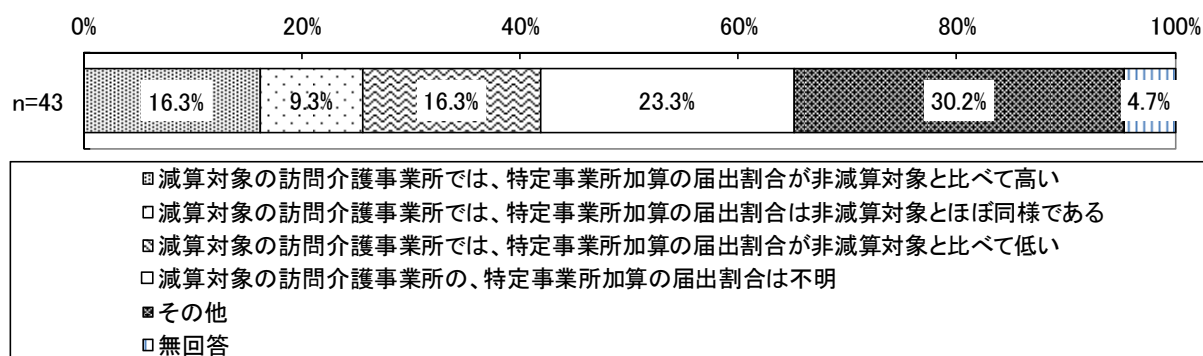 0% 20% 40% 60% 80% 100%
n=43 16.3% 9.3% 16.3% 23.3% 30.2% 4.7%
減算対象の訪問介護事業所では、特定事業所加算の届出割合が非減算対象と比べて高い
減算対象の訪問介護事業所では、特定事業所加算の届出割合は非減算対象とほぼ同様である
減算対象の訪問介護事業所では、特定事業所加算の届出割合が非減算対象と比べて低い
減算対象の訪問介護事業所の、特定事業所加算の届出割合は不明
その他
無回答